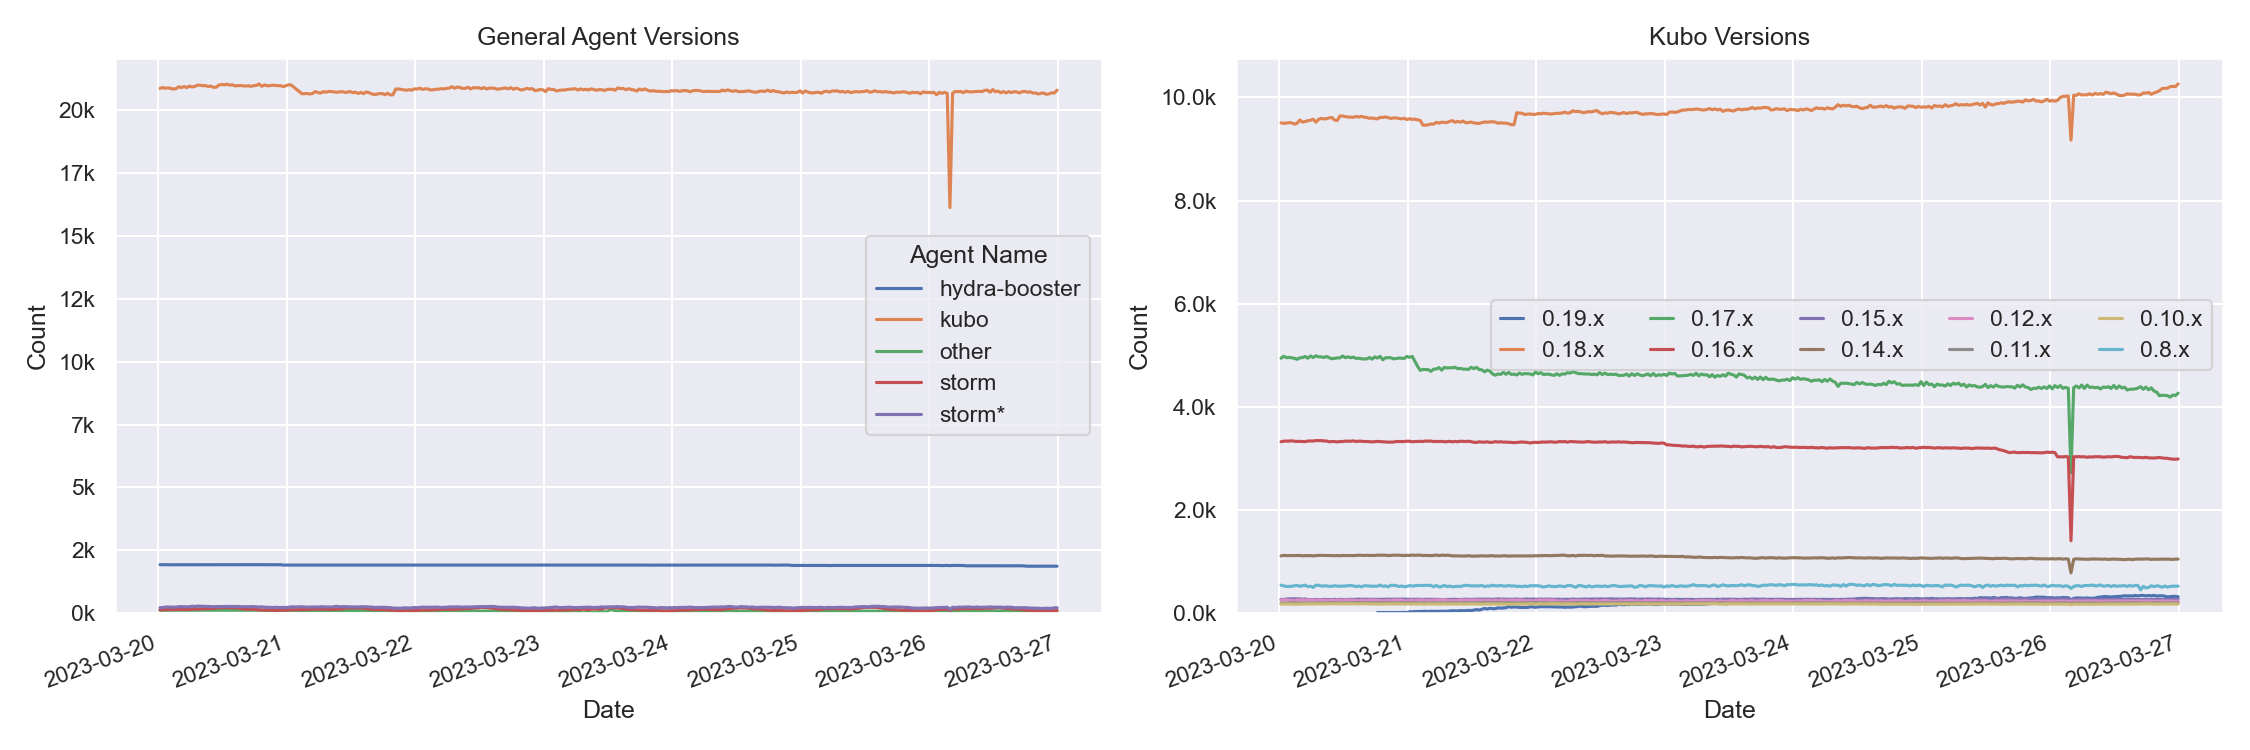 General Agent Versions
20k
17k
15k
12k
10k
7k
5k
2k
0k
Count
Agent Name
hydra-booster
kubo
other
storm
storm*
2023-03-20
2023-03-21
2023-03-22
2023-03-23
2023-03-24
2023-03-25
2023-03-26
2023-03-27
Date
Kubo Versions
10.0k
8.0k
6.0k
4.0k
2.0k
0.0k
Count
0.19.x 0.17.x 0.15.x 0.12.x 0.10.x
0.18.x 0.16.x 0.14.x 0.11.x 0.8.x
2023-03-20
2023-03-21
2023-03-22
2023-03-23
2023-03-24
2023-03-25
2023-03-26
2023-03-27
Date